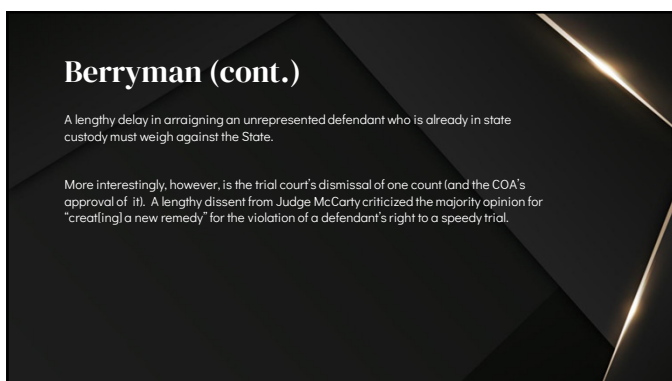 Berryman (cont.)
A lengthy delay in arraigning an unrepresented defendant who is already in state
custody must weigh against the State.
More interestingly, however, is the trial court's dismissal of one count (and the COA's
approval of it). A lengthy dissent from Judge McCarty criticized the majority opinion for
“creat[ing] a new remedy” for the violation of a defendant's right to a speedy trial.